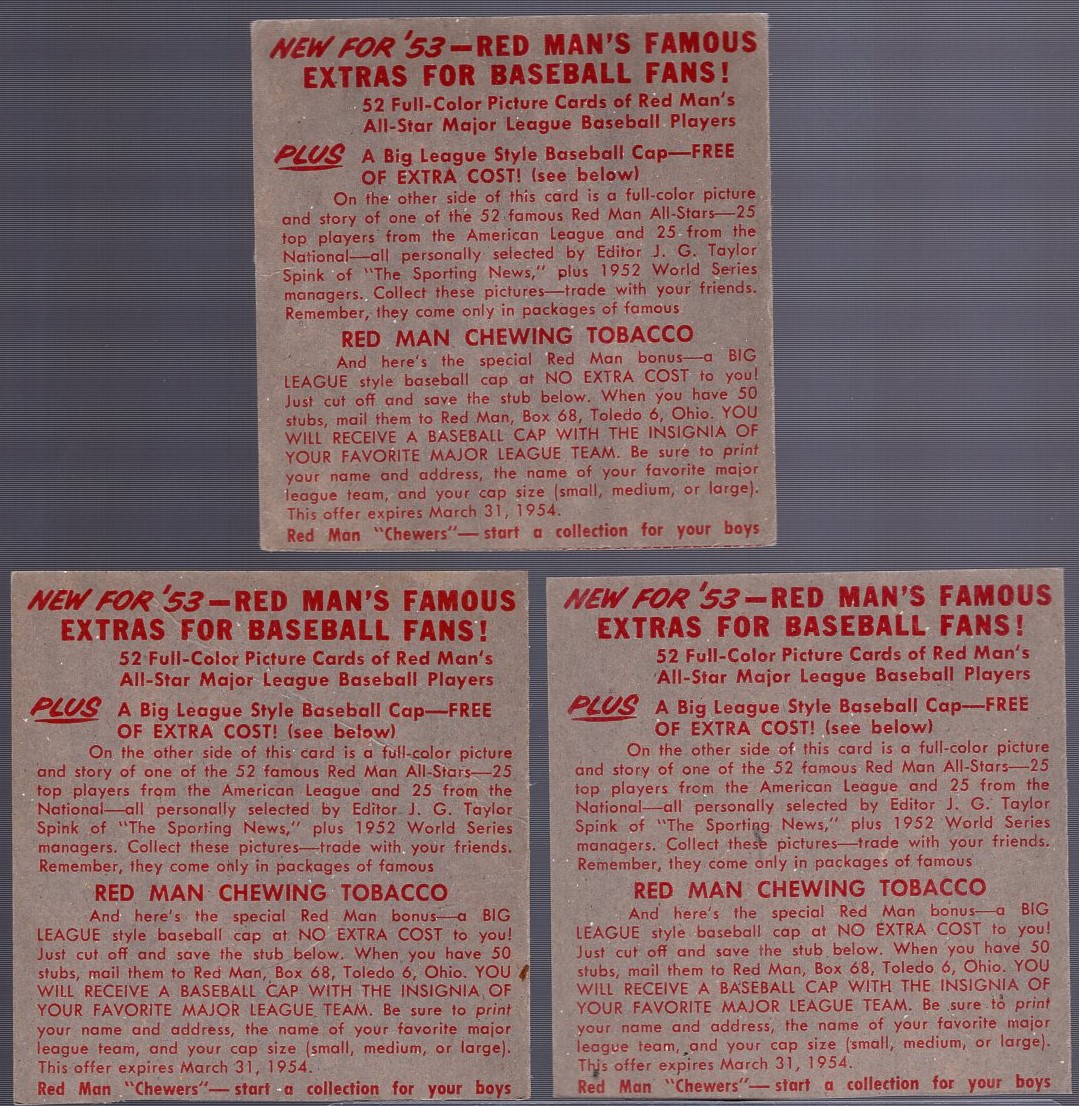 NEW FOR '53—RED MAN'S FAMOUS
EXTRAS FOR BASEBALL FANS!
52 Full-Color Picture Cards of Red Man's
All-Star Major League Baseball Players
PLUS A Big League Style Baseball Cap—FREE
OF EXTRA COST! (see below)
On the other side of this card is a full-color picture
and story of one of the 52 famous Red Man All-Stars—25
top players from the American League and 25 from the
National—all personally selected by Editor J. G. Taylor
Spink of "The Sporting News," plus 1952 World Series
managers. Collect these pictures—trade with your friends.
Remember, they come only in packages of famous
RED MAN CHEWING TOBACCO
And here's the special Red Man bonus—a BIG
LEAGUE style baseball cap at NO EXTRA COST to you!
Just cut off and save the stub below. When you have 50
stubs, mail them to Red Man, Box 68, Toledo 6, Ohio. YOU
WILL RECEIVE A BASEBALL CAP WITH THE INSIGNIA OF
YOUR FAVORITE MAJOR LEAGUE TEAM. Be sure to print
your name and address, the name of your favorite major
league team, and your cap size (small, medium, or large).
This offer expires March 31, 1954.
Red Man "Chewers"—start a collection for your boys
NEW FOR '53—RED MAN'S FAMOUS
EXTRAS FOR BASEBALL FANS!
52 Full-Color Picture Cards of Red Man's
All-Star Major League Baseball Players
PLUS A Big League Style Baseball Cap—FREE
OF EXTRA COST! (see below)
On the other side of this card is a full-color picture
and story of one of the 52 famous Red Man All-Stars—25
top players from the American League and 25 from the
National—all personally selected by Editor J. G. Taylor
Spink of "The Sporting News," plus 1952 World Series
managers. Collect these pictures—trade with your friends.
Remember, they come only in packages of famous
RED MAN CHEWING TOBACCO
And here's the special Red Man bonus—a BIG
LEAGUE style baseball cap at NO EXTRA COST to you!
Just cut off and save the stub below. When you have 50
stubs, mail them to Red Man, Box 68, Toledo 6, Ohio. YOU
WILL RECEIVE A BASEBALL CAP WITH THE INSIGNIA OF
YOUR FAVORITE MAJOR LEAGUE TEAM. Be sure to print
your name and address, the name of your favorite major
league team, and your cap size (small, medium, or large).
This offer expires March 31, 1954.
Red Man "Chewers"—start a collection for your boys
NEW FOR '53—RED MAN'S FAMOUS
EXTRAS FOR BASEBALL FANS!
52 Full-Color Picture Cards of Red Man's
All-Star Major League Baseball Players
PLUS A Big League Style Baseball Cap—FREE
OF EXTRA COST! (see below)
On the other side of this card is a full-color picture
and story of one of the 52 famous Red Man All-Stars—25
top players from the American League and 25 from the
National—all personally selected by Editor J. G. Taylor
Spink of "The Sporting News," plus 1952 World Series
managers. Collect these pictures—trade with your friends.
Remember, they come only in packages of famous
RED MAN CHEWING TOBACCO
And here's the special Red Man bonus—a BIG
LEAGUE style baseball cap at NO EXTRA COST to you!
Just cut off and save the stub below. When you have 50
stubs, mail them to Red Man, Box 68, Toledo 6, Ohio. YOU
WILL RECEIVE A BASEBALL CAP WITH THE INSIGNIA OF
YOUR FAVORITE MAJOR LEAGUE TEAM. Be sure to print
your name and address, the name of your favorite major
league team, and your cap size (small, medium, or large).
This offer expires March 31, 1954.
Red Man "Chewers"—start a collection for your boys